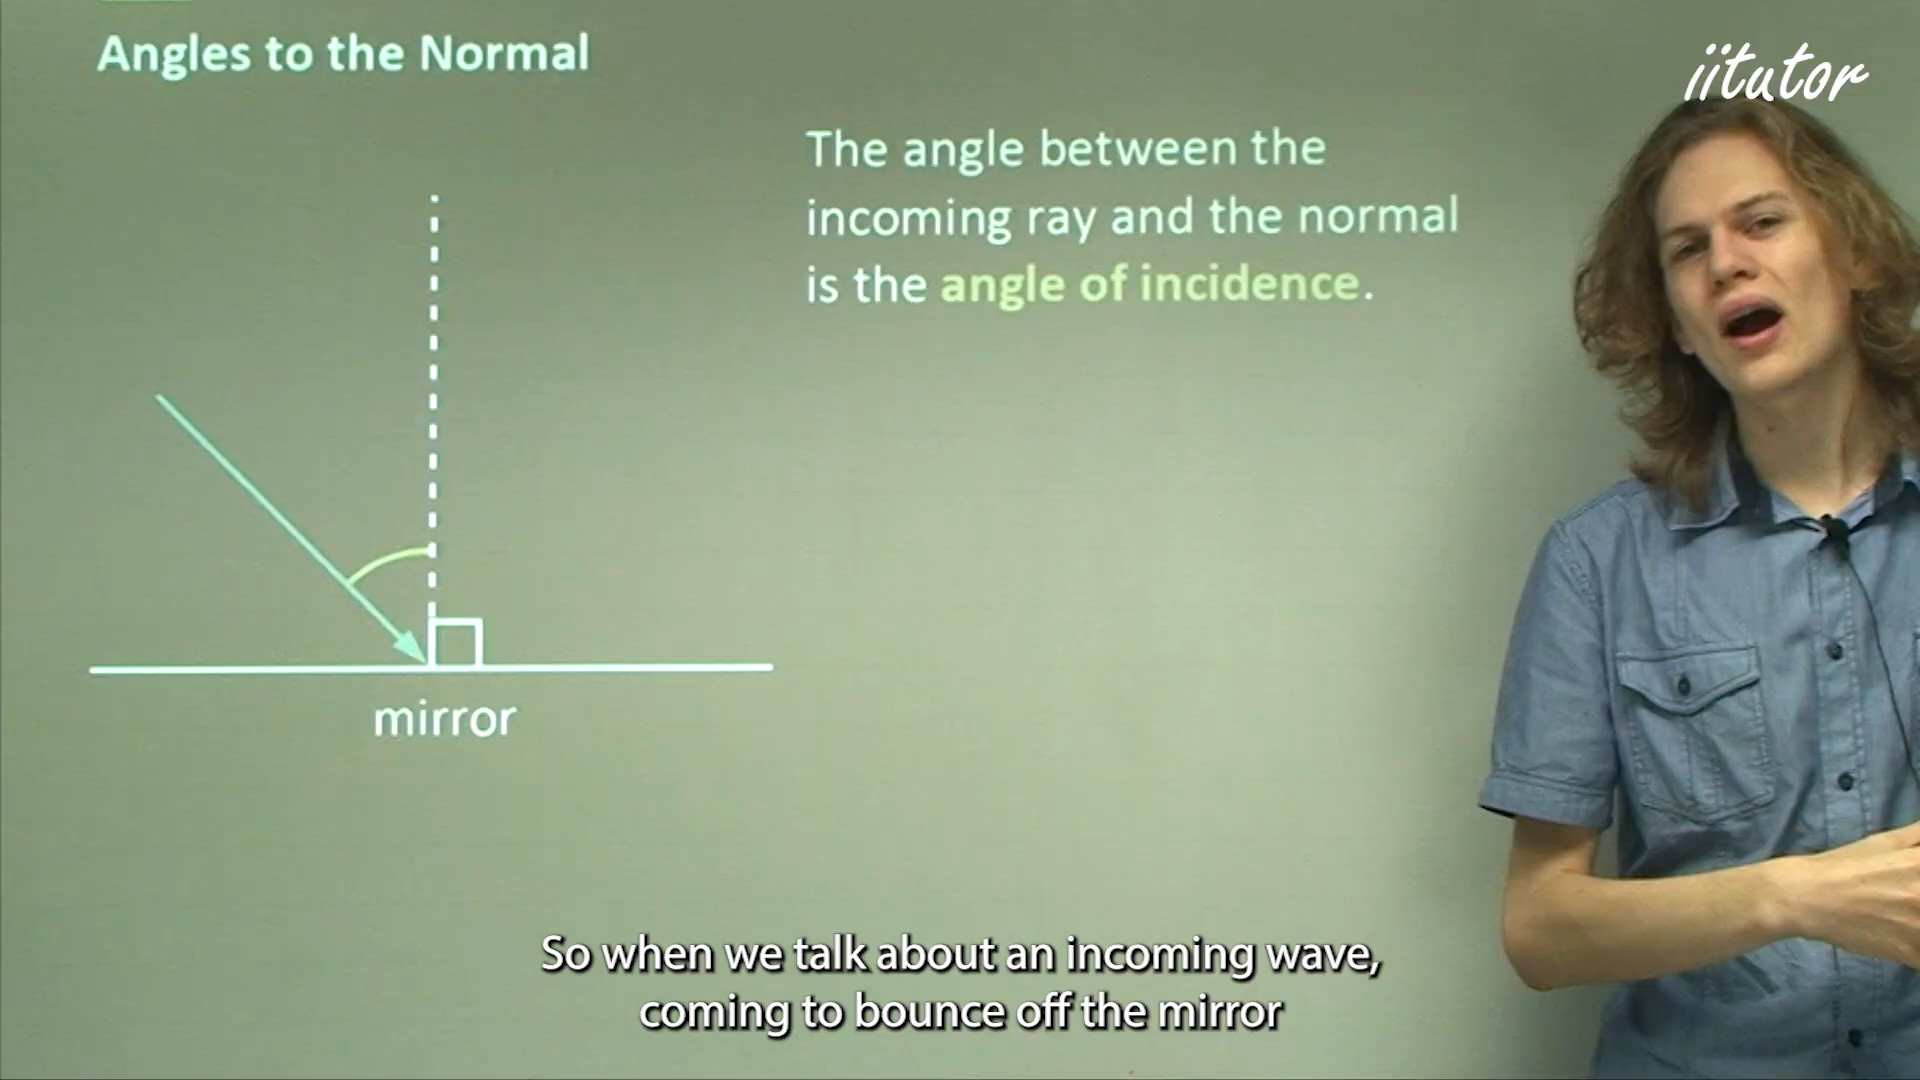 Angles to the Normal
iitutor
The angle between the
incoming ray and the normal
is the angle of incidence.
mirror
So when we talk about an incoming wave,
coming to bounce off the mirror